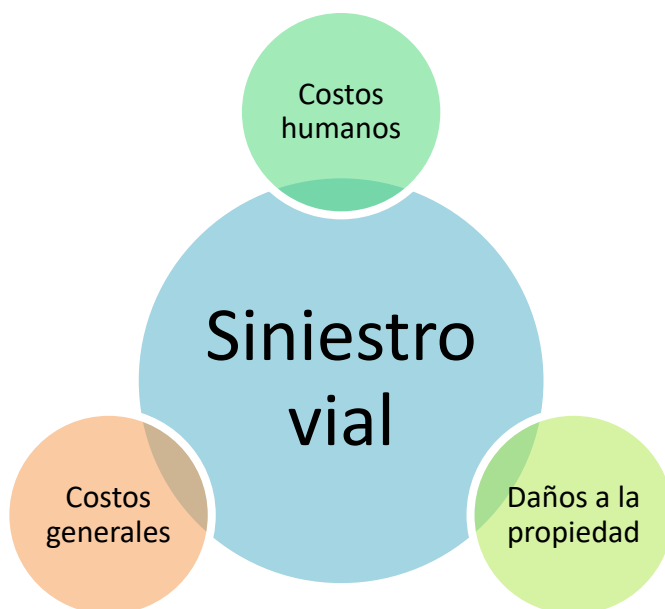 Costos
humanos
Siniestro
vial
Costos
generales
Daños a la
propiedad